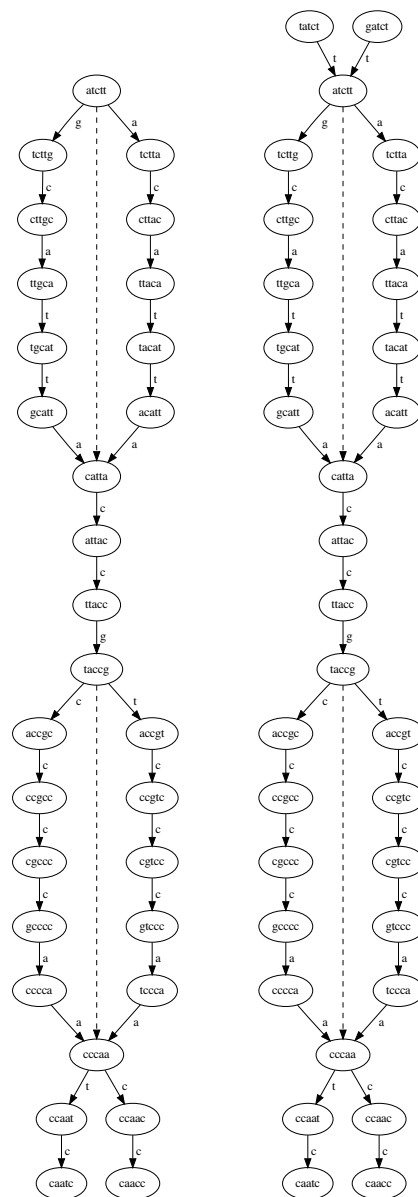 tatct gatct
t t
atctt atctt
g a g a
tcttg tctta tcttg tctta
c c c c
cttgc cttac cttgc cttac
a a a a
ttgca ttaca ttgca ttaca
t t t t
tgcat tacat tgcat tacat
t t t t
gcatt acatt gcatt acatt
a a a a
catta catta
c c
attac attac
c c
ttacc ttacc
g g
taccg taccg
c t c t
accgc accgt accgc accgt
c c c c
ccgcc ccgtc ccgcc ccgtc
c c c c
cgccc cgtcc cgccc cgtcc
c c c c
gcccc gtccc gcccc gtccc
a a a a
cccca tccca cccca tccca
a a a a
cccaa cccaa
t c t c
ccaat ccaac ccaat ccaac
c c c c
caatc caacc caatc caacc